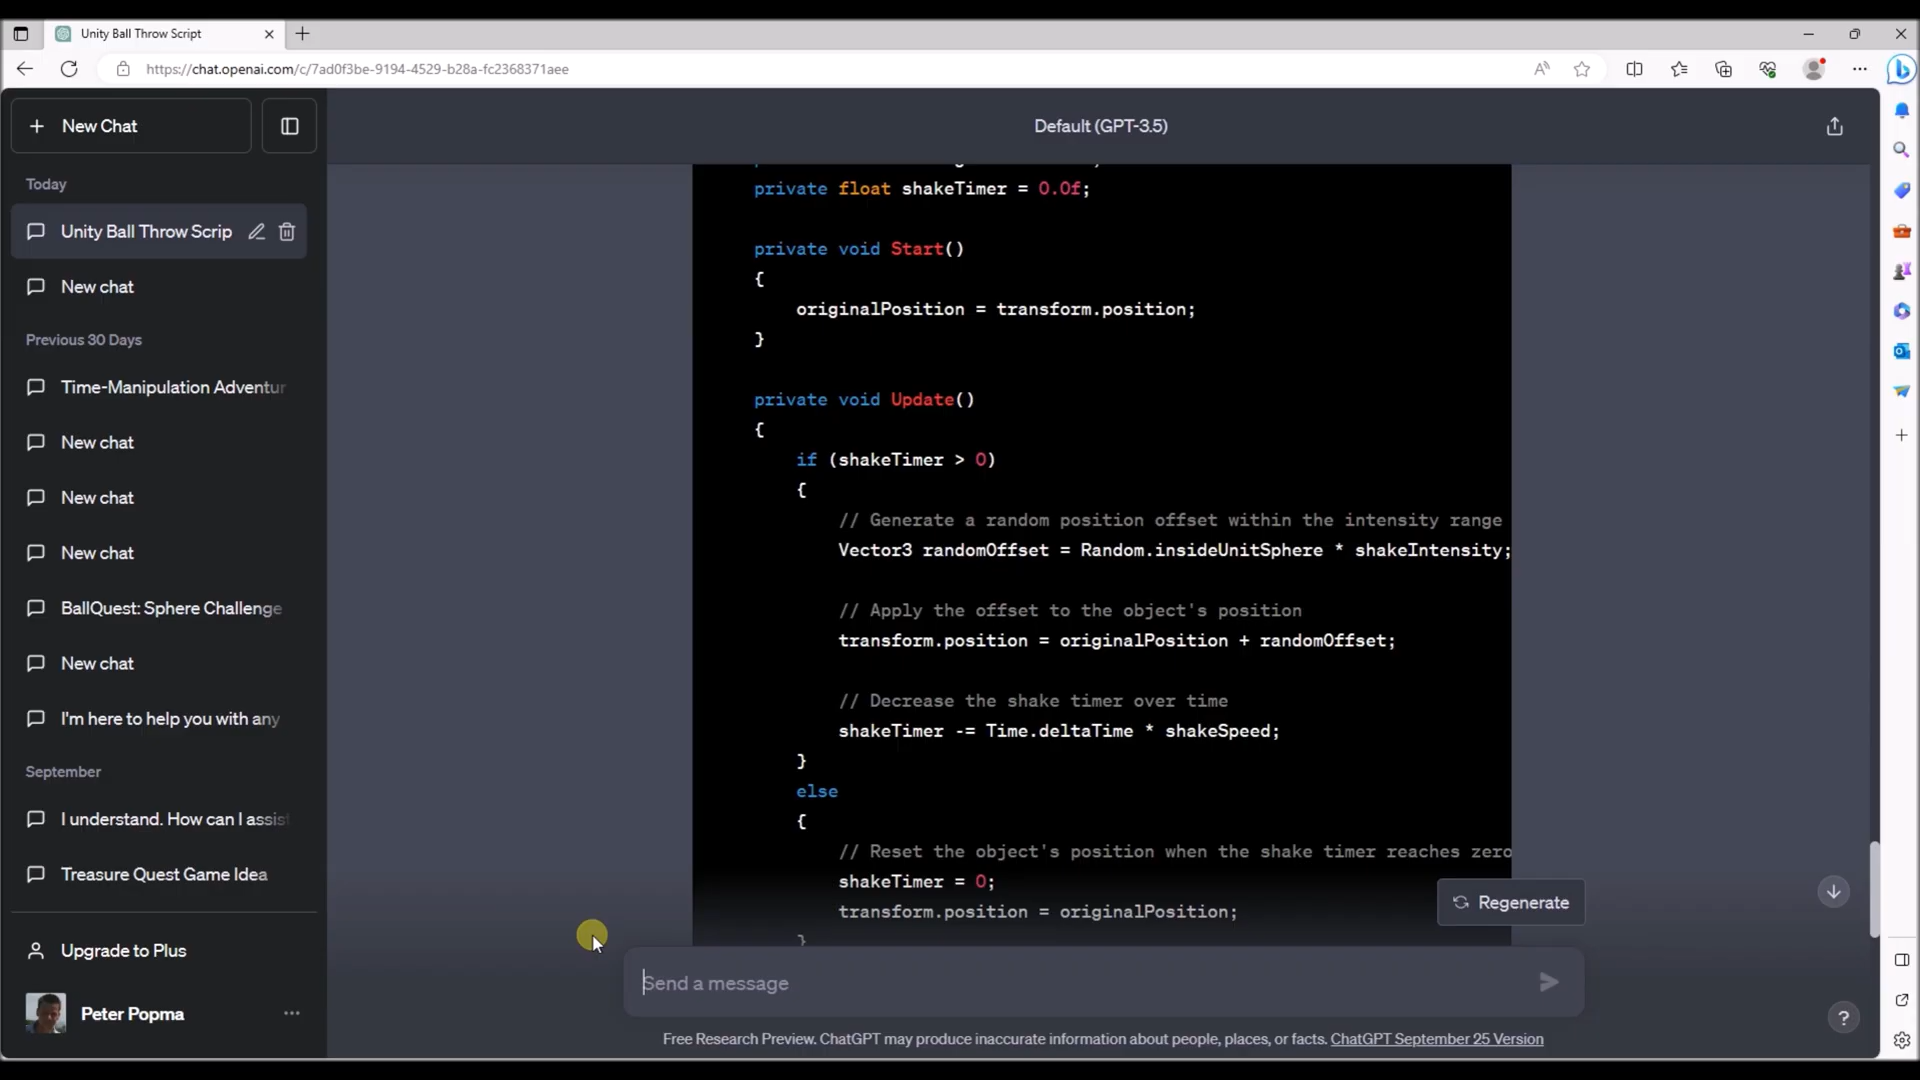 Unity Ball Throw Script
https://chat.openai.com/c/7ad0f3be-9194-4529-b28a-fc2368371aee
New Chat
Today
Unity Ball Throw Scrip
New chat
Previous 30 Days
Time-Manipulation Adventur
New chat
New chat
New chat
BallQuest: Sphere Challenge
New chat
I'm here to help you with any
September
I understand. How can I assist
Treasure Quest Game Idea
Upgrade to Plus
Peter Popma
Default (GPT-3.5)
private float shakeTimer = 0.0f;
private void Start()
{
originalPosition = transform.position;
}
private void Update()
{
if (shakeTimer > 0)
{
// Generate a random position offset within the intensity range
Vector3 randomOffset = Random.insideUnitSphere * shakeIntensity;
// Apply the offset to the object's position
transform.position = originalPosition + randomOffset;
// Decrease the shake timer over time
shakeTimer -= Time.deltaTime * shakeSpeed;
}
else
{
// Reset the object's position when the shake timer reaches zero
shakeTimer = 0;
transform.position = originalPosition;
}
Regenerate
Send a message
Free Research Preview. ChatGPT may produce inaccurate information about people, places, or facts. ChatGPT September 25 Version
?